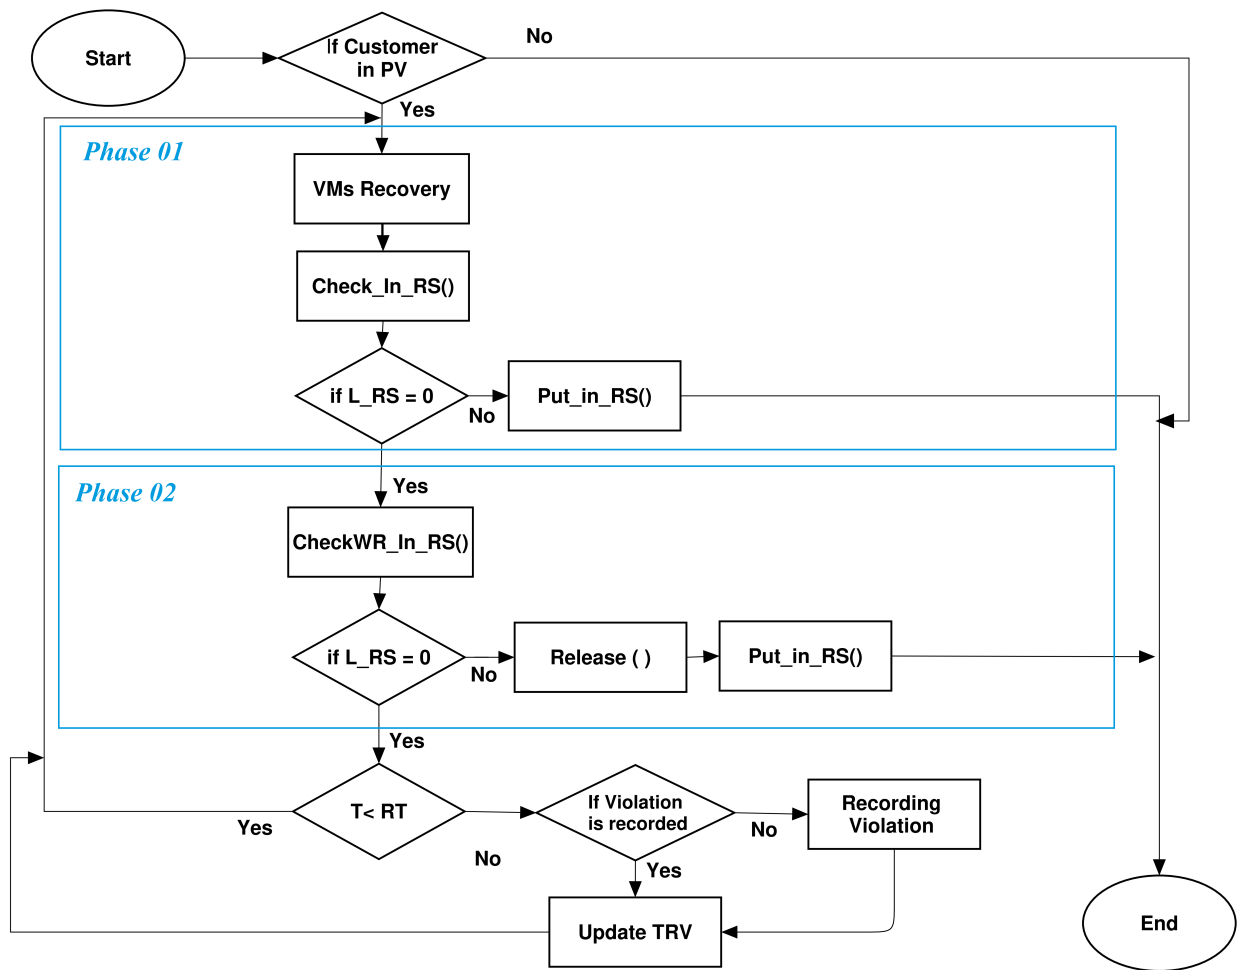 Start
If Customer
in PV
No
Yes
Phase 01
VMs Recovery
Check_In_RS()
if L_RS = 0
No
Put_in_RS()
Yes
Phase 02
CheckWR_In_RS()
if L_RS = 0
No
Release ( )
Put_in_RS()
Yes
T< RT
Yes
No
If Violation
is recorded
No
Recording
Violation
Yes
Update TRV
End